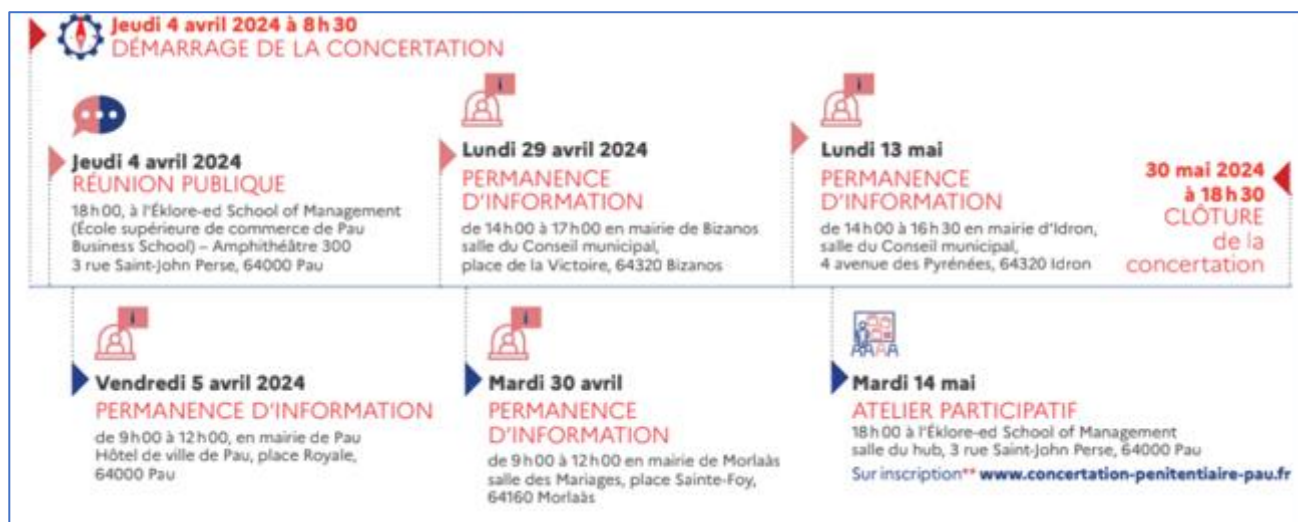 Jeudi 4 avril 2024 à 8h30
DÉMARRAGE DE LA CONCERTATION
Jeudi 4 avril 2024
RÉUNION PUBLIQUE
18h00, à l'Éklore-ed School of Management
(École supérieure de commerce de Pau
Business School) – Amphithéâtre 300
3 rue Saint-John Perse, 64000 Pau
i
Lundi 29 avril 2024
PERMANENCE
D'INFORMATION
de 14h00 à 17h00 en mairie de Bizanos
salle du Conseil municipal,
place de la Victoire, 64320 Bizanos
i
Lundi 13 mai
PERMANENCE
D'INFORMATION
de 14h00 à 16h30 en mairie d'Idron,
salle du Conseil municipal,
4 avenue des Pyrénées, 64320 Idron
30 mai 2024
à 18h30
CLÔTURE
de la
concertation
i
Vendredi 5 avril 2024
PERMANENCE D'INFORMATION
de 9h00 à 12h00, en mairie de Pau
Hôtel de ville de Pau, place Royale,
64000 Pau
i
Mardi 30 avril
PERMANENCE
D'INFORMATION
de 9h00 à 12h00 en mairie de Morlaàs
salle des Mariages, place Sainte-Foy,
64160 Morlaàs
Mardi 14 mai
ATELIER PARTICIPATIF
18h00 à l'Éklore-ed School of Management
salle du hub, 3 rue Saint-John Perse, 64000 Pau
Sur inscription** www.concertation-penitentiaire-pau.fr